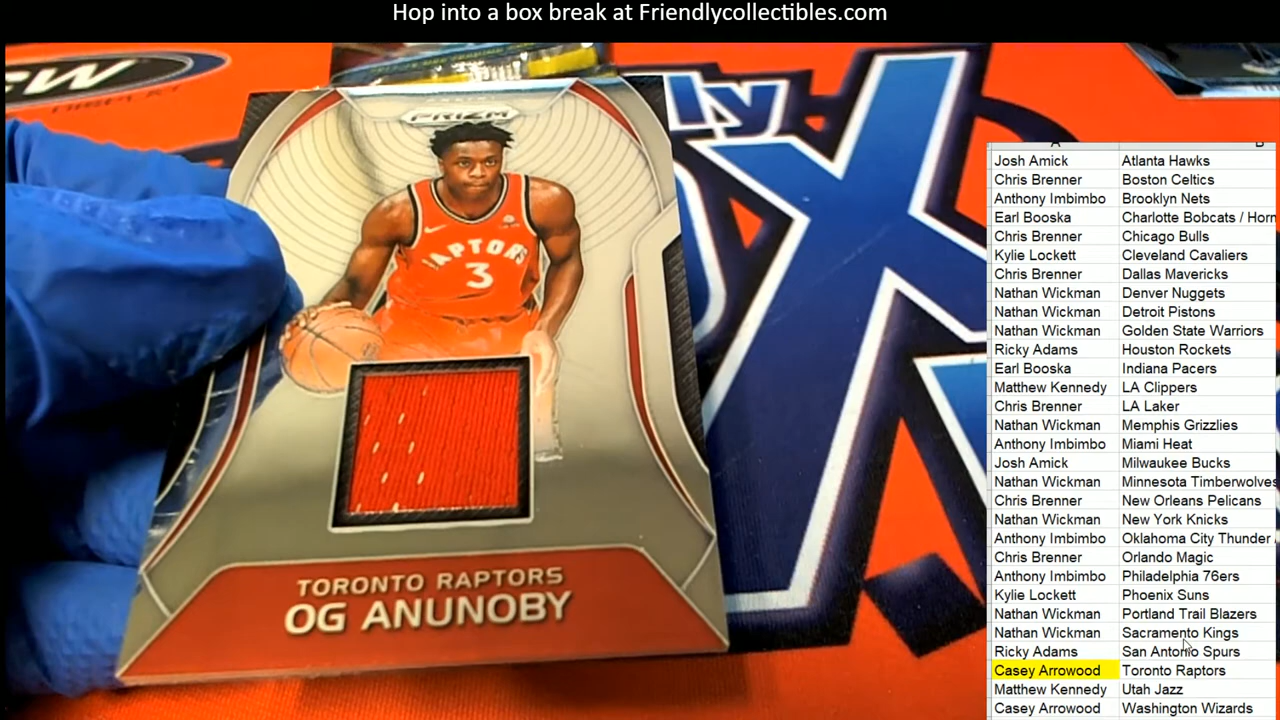 Hop into a box break at Friendlycollectibles.com
PRIZM
RAPTORS
3
TORONTO RAPTORS
OG ANUNOBY
ly
Josh Amick Atlanta Hawks
Chris Brenner Boston Celtics
Anthony Imbimbo Brooklyn Nets
Earl Booska Charlotte Bobcats / Horn
Chris Brenner Chicago Bulls
Kylie Lockett Cleveland Cavaliers
Chris Brenner Dallas Mavericks
Nathan Wickman Denver Nuggets
Nathan Wickman Detroit Pistons
Nathan Wickman Golden State Warriors
Ricky Adams Houston Rockets
Earl Booska Indiana Pacers
Matthew Kennedy LA Clippers
Chris Brenner LA Laker
Nathan Wickman Memphis Grizzlies
Anthony Imbimbo Miami Heat
Josh Amick Milwaukee Bucks
Nathan Wickman Minnesota Timberwolves
Chris Brenner New Orleans Pelicans
Nathan Wickman New York Knicks
Anthony Imbimbo Oklahoma City Thunder
Chris Brenner Orlando Magic
Anthony Imbimbo Philadelphia 76ers
Kylie Lockett Phoenix Suns
Nathan Wickman Portland Trail Blazers
Nathan Wickman Sacramento Kings
Ricky Adams San Antonio Spurs
Casey Arrowood Toronto Raptors
Matthew Kennedy Utah Jazz
Casey Arrowood Washington Wizards